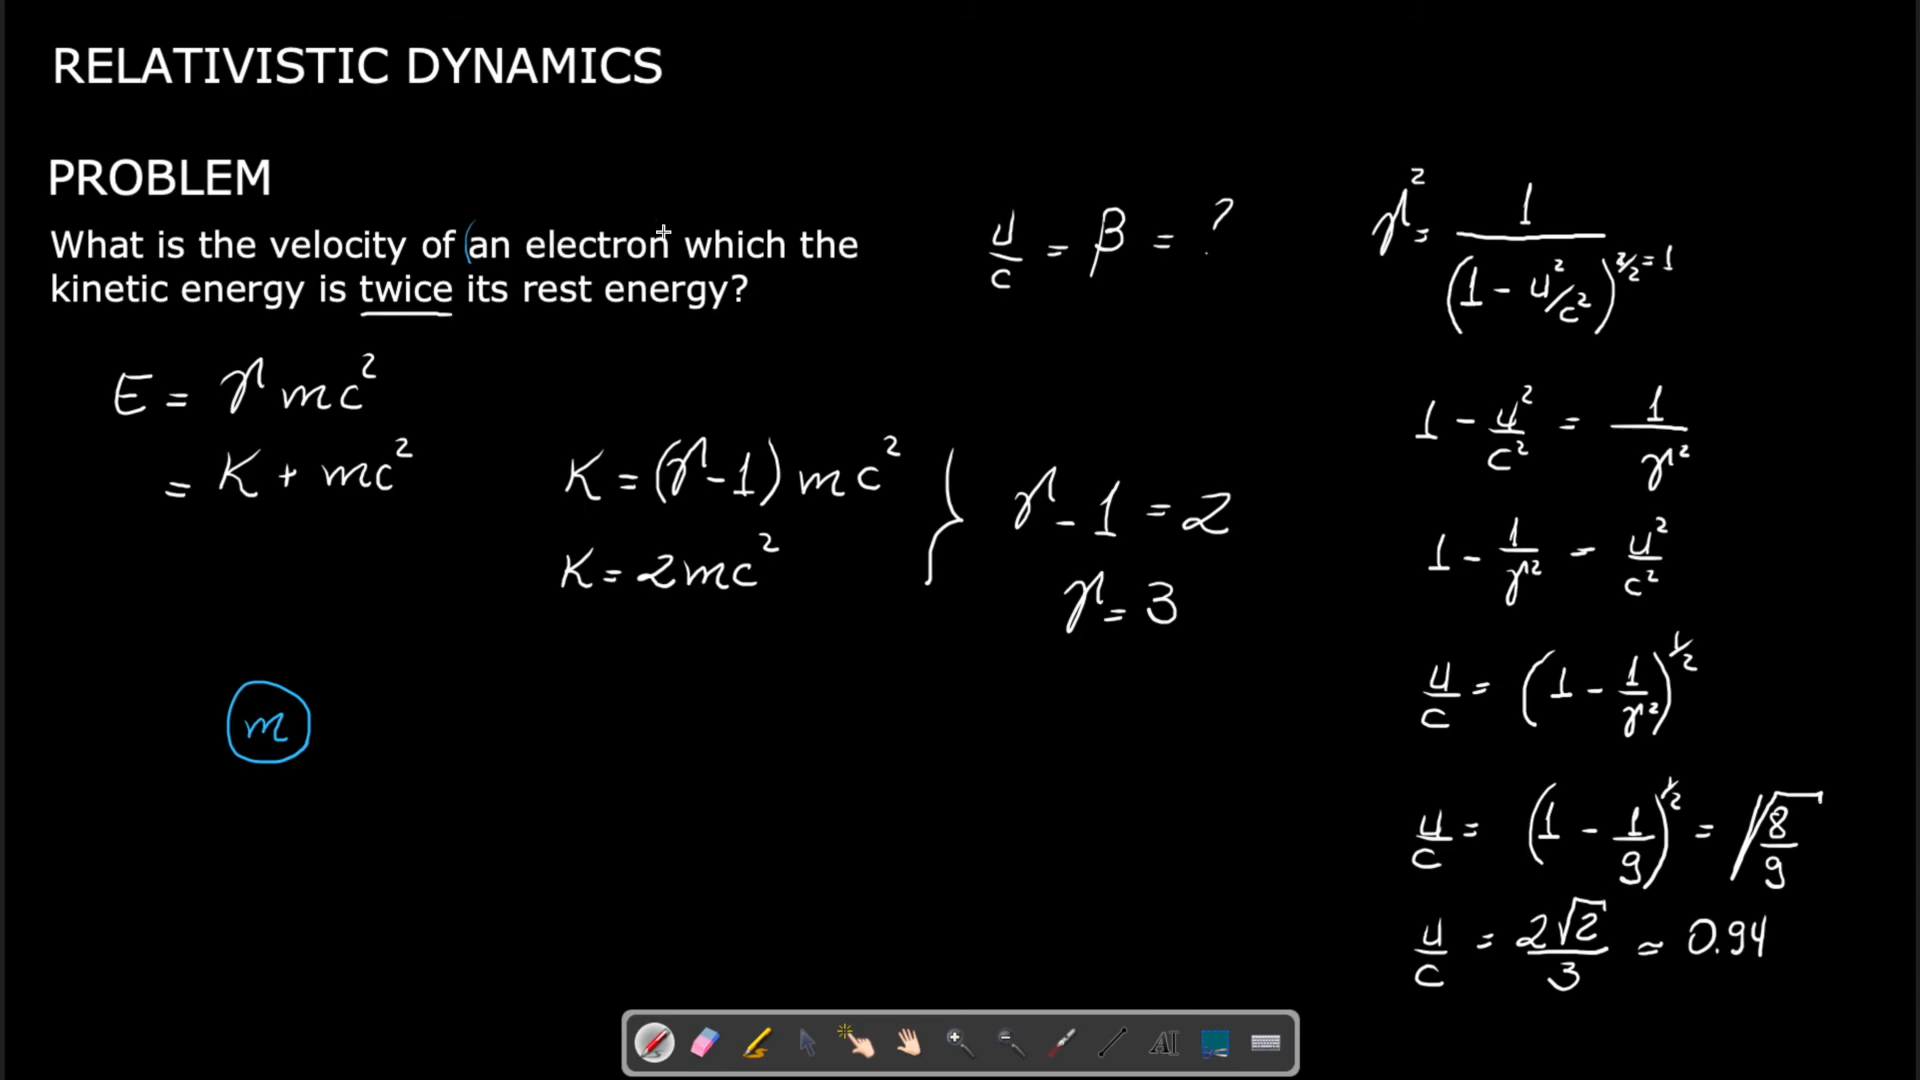 RELATIVISTIC DYNAMICS
PROBLEM
What is the velocity of (an electron which the
kinetic energy is twice its rest energy?
E = γ mc²
= K + mc²
K = (γ - 1) mc²
K = 2mc²
γ - 1 = 2
γ = 3
m
u/c = β = ?
γ² = 1/(1 - u²/c²)^(2/2 = 1)
1 - u²/c² = 1/γ²
1 - 1/γ² = u²/c²
u/c = (1 - 1/γ²)^(1/2)
u/c = (1 - 1/9)^(1/2) = √(8/9)
u/c = 2√2/3 ≈ 0.94
AI